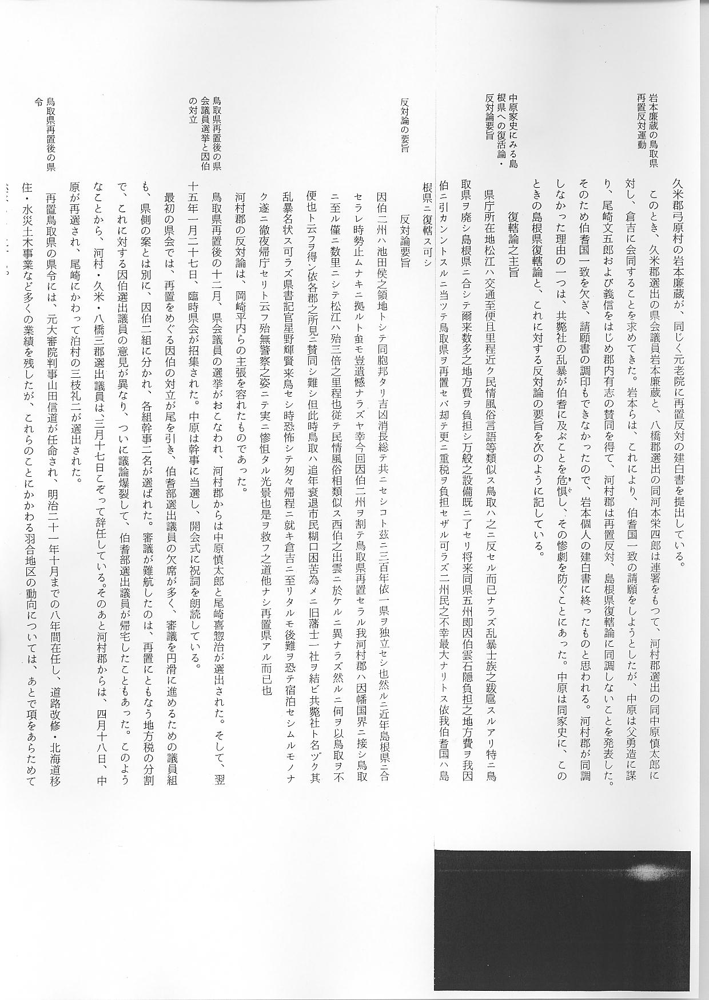 久米郡弓原村の岩本廉蔵が、同じく元老院に再置反対の建白書を提出している。
岩本廉蔵の鳥取県
再置反対運動
このとき、久米郡選出の県会議員岩本廉蔵と、八橋郡選出の同河本栄四郎は連署をもつて、河村郡選出の同中原慎太郎に
対し、倉吉に会同することを求めてきた。岩本らは、これにより、伯耆国一致の請願をしようとしたが、中原は父勇造に謀
り、尾崎文五郎および義信をはじめ郡内有志の賛同を得て、河村郡は再置反対、島根県復轄論に同調しないことを発表した。
そのため伯耆国一致を欠ぎ、請願書の調印もできなかったので、岩本個人の建白書に終ったものと思われる。河村郡が同調
しなかった理由の一つは、共斃社の乱暴が伯耆に及ぶことを危惧し、その惨劇を防ぐことにあった。中原は同家史に、この
ときの島根県復轄論と、これに対する反対論の要旨を次のように記している。
中原家史にみる島
根県への復活論・
反対論要旨
復轄論之主旨
県庁所在地松江ハ交通至便且里程近ク民情風俗言語等類似ス鳥取ハ之ニ反セル而已ナラズ乱暴士族之跋扈スルアリ特ニ鳥
取県ヲ廃シ島根県ニ合シテ爾来数多之地方費ヲ負担シ万般之設備既ニ了セリ将来同県五州即因伯雲石隠負担之地方費ヲ我因
伯ニ引カンントスルニ当ツテ鳥取県ヲ再置セバ却テ更ニ重税ヲ負担セザル可ラズ二州民之不幸最大ナリトス依我伯耆国ハ島
根県ニ復轄ス可シ
反対論の要旨
反対論要旨
因伯二州ハ池田侯之領地トシテ同胞邦タリ吉凶消長総テ共ニセシコト茲ニ三百年依一県ヲ独立セシ也然ルニ近年島根県ニ合
セラレ時勢止ムナキニ拠ルト虽モ豈遺憾ナラズヤ幸今回因伯二州ヲ割テ鳥取県再置セラル我河村郡ハ因幡国界ニ接シ鳥取
ニ至ル僅ニ数里ニシテ松江ハ殆三倍之里程也従テ民情風俗相類似ス西伯之出雲ニ於ケルニ異ナラズ然ルニ何ヲ以鳥取ヲ不
便也ト云フヲ得ン依各郡之所見ニ賛同シ難シ但此時鳥取ハ追年衰退市民糊口困苦為メニ旧藩士一社ヲ結ビ共斃社ト名ヅク其
乱暴名状ス可ラズ県書記官星野輝賢来鳥セシ時恐怖シテ匆々帰程ニ就キ倉吉ニ至リタルモ後難ヲ恐テ宿泊セシムルモノナ
ク遂ニ徹夜帰庁セリト云フ殆無警察之姿ニテ実ニ惨怛タル光景也是ヲ救フ之道他ナシ再置県アル而已也
河村郡の反対論は、岡崎平内らの主張を容れたものであった。
鳥取県再置後の県
会議員選挙と因伯
の対立
鳥取県再置後の十二月、県会議員の選挙がおこなわれ、河村郡からは中原慎太郎と尾崎喜惣治が選出された。そして、翌
十五年一月二十七日、臨時県会が招集された。中原は幹事に当選し、開会式に祝詞を朗読している。
最初の県会では、再置をめぐる因伯の対立が尾を引き、伯耆部選出議員の欠席が多く、審議を円滑に進めるための議員組
も、県側の案とは別に、因伯二組に分かれ、各組幹事二名が選ばれた。審議が難航したのは、再置にともなう地方税の分割
で、これに対する因伯選出議員の意見が異なり、ついに議論爆裂して、伯耆部選出議員が帰宅したこともあった。このよう
なことから、河村・久米・八橋三郡選出議員は、三月十七日こぞって辞任している。そのあと河村郡からは、四月十八日、中
原が再選され、尾崎にかわって泊村の三枝礼二が選出された。
鳥取県再置後の県
令
再置鳥取県の県令には、元大審院判事山田信道が任命され、明治二十一年十月までの八年間在任し、道路改修・北海道移
住・水災土木事業など多くの業績を残したが、これらのことにかかわる羽合地区の動向については、あとで項をあらためて